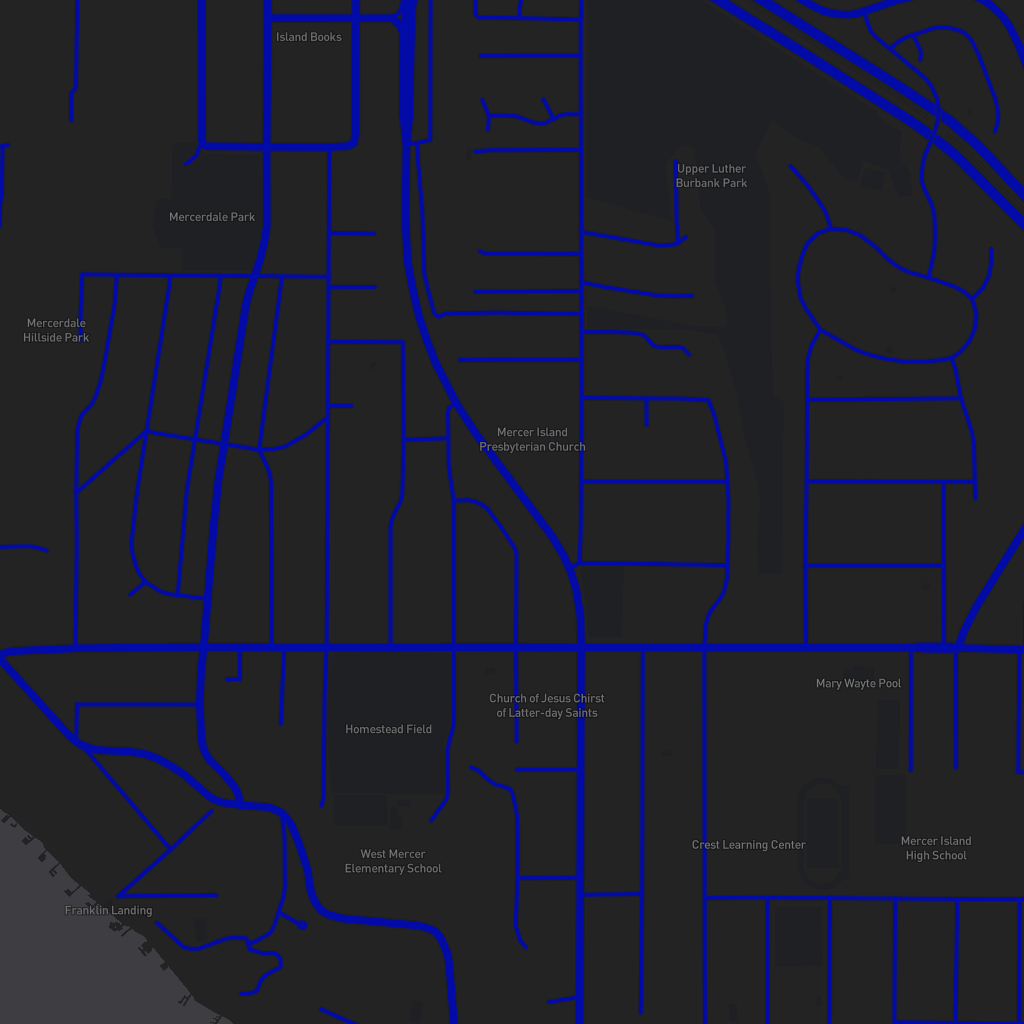 Island Books
Upper Luther
Burbank Park
Mercerdale Park
Mercerdale
Hillside Park
Mercer Island
Presbyterian Church
Mary Wayte Pool
Church of Jesus Chirst
of Latter-day Saints
Homestead Field
Crest Learning Center
Mercer Island
High School
West Mercer
Elementary School
Franklin Landing